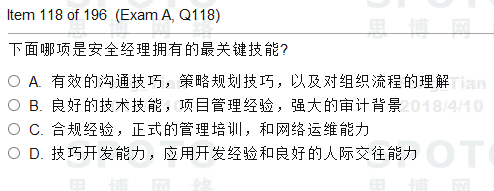 Item 118 of 196 (Exam A, Q118)
下面哪项是安全经理拥有的最关键技能?
A. 有效的沟通技巧，策略规划技巧，以及对组织流程的理解
B. 良好的技术技能，项目管理经验，强大的审计背景
2018/4/10
C. 合规经验，正式的管理培训，和网络运维能力
D. 技巧开发能力，应用开发经验和良好的人际交往能力